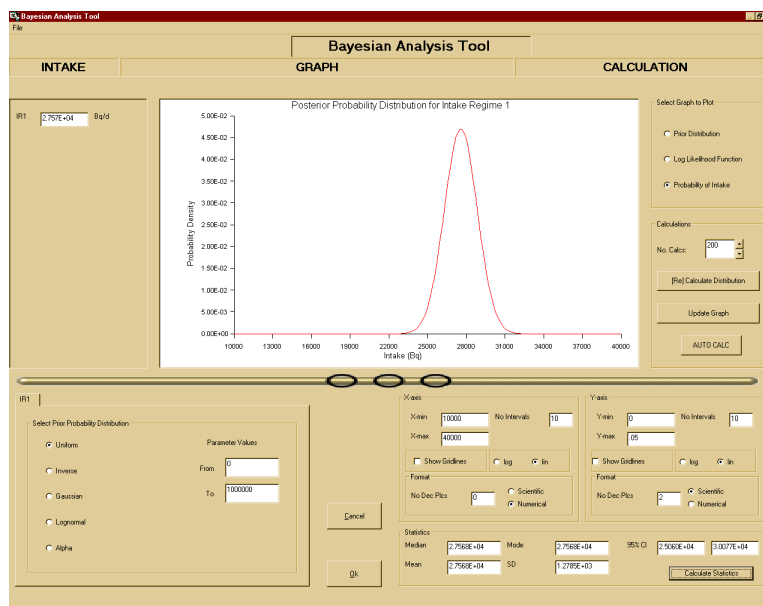 Bayesian Analysis Tool
File
Bayesian Analysis Tool
INTAKE GRAPH CALCULATION
IR1 2.757E+04 Bq/d
Posterior Probability Distribution for Intake Regime 1
5.00E-02
4.50E-02
4.00E-02
3.50E-02
3.00E-02
2.50E-02
2.00E-02
1.50E-02
1.00E-02
5.00E-03
0.00E+00
Probability Density
10000 13000 16000 19000 22000 25000 28000 31000 34000 37000 40000
Intake (Bq)
Select Graph to Plot
Prior Distribution
Log Likelihood Function
Probability of Intake
Calculations
No. Calcs: 200
[Re] Calculate Distribution
Update Graph
AUTO CALC
IR1
Select Prior Probability Distribution
Uniform
Inverse
Gaussian
Lognormal
Alpha
Parameter Values
From 0
To 1000000
Cancel
Ok
X-axis
X-min 10000 No Intervals 10
X-max 40000
Show Gridlines log lin
Format
No Dec Plcs 0 Scientific
Numerical
Y-axis
Y-min 0 No Intervals 10
Y-max .05
Show Gridlines log lin
Format
No Dec Plcs 2 Scientific
Numerical
Statistics
Median 2.7568E+04 Mode 2.7568E+04 95% CI 2.5060E+04 3.0077E+04
Mean 2.7568E+04 SD 1.2785E+03
Calculate Statistics